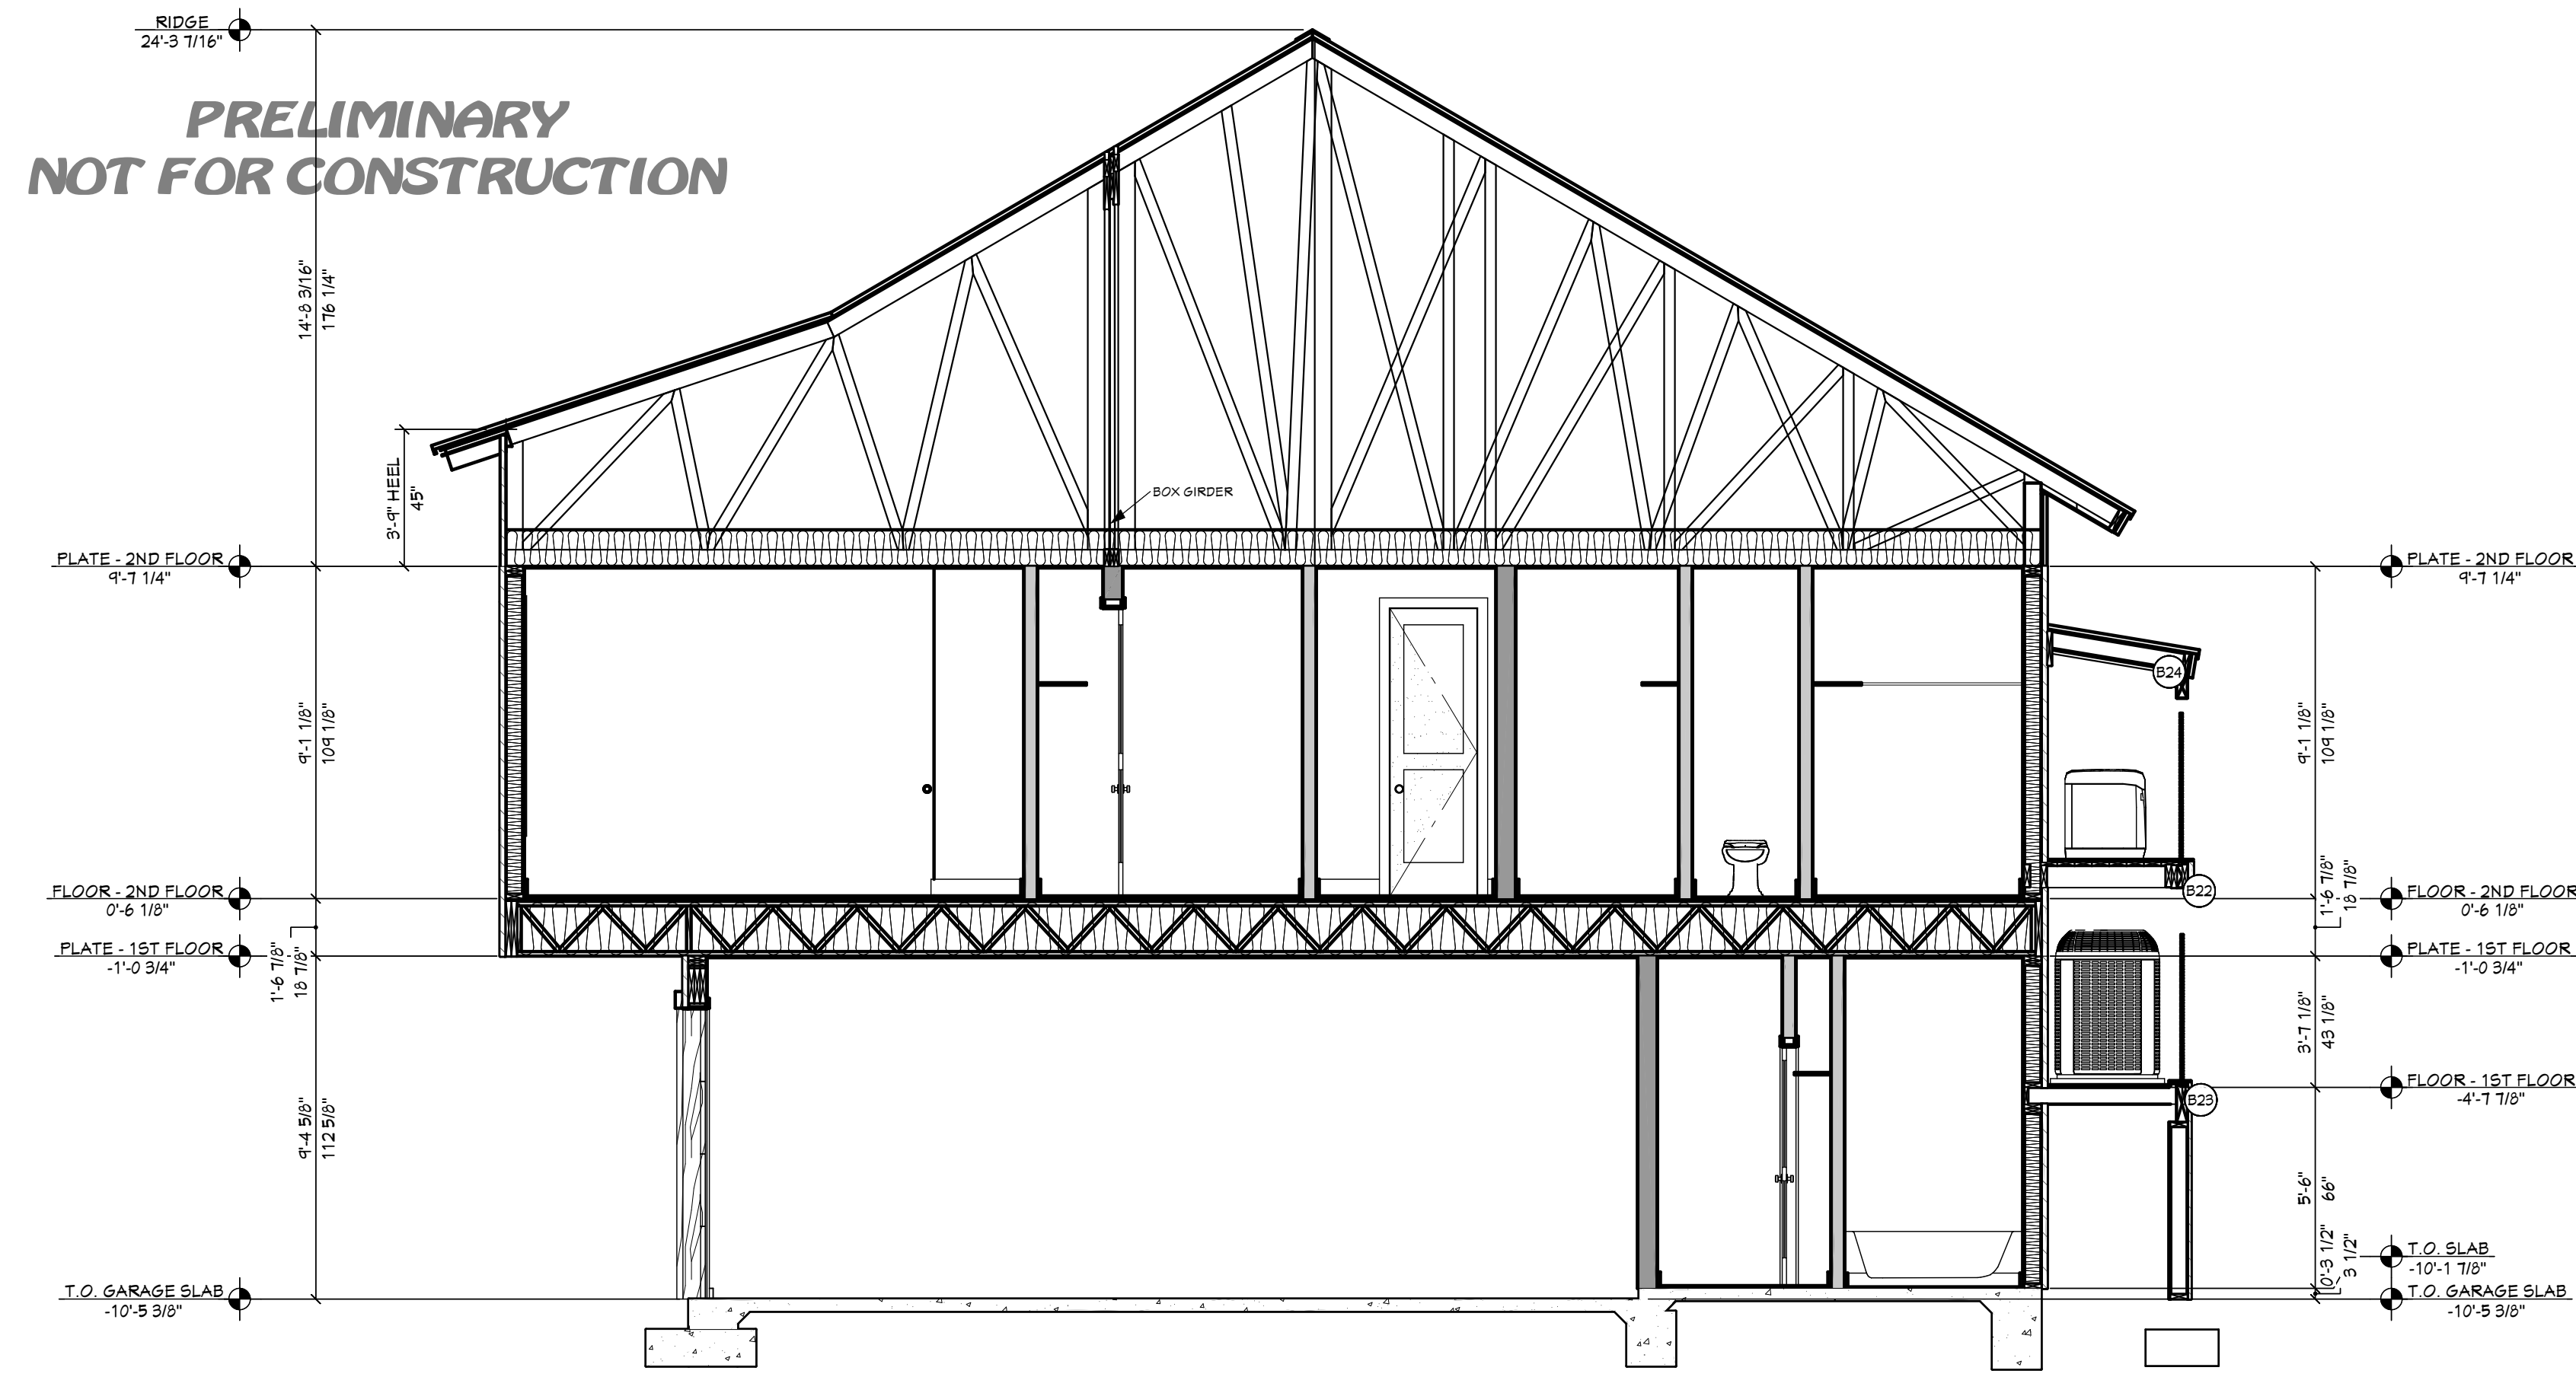 RIDGE
24'-3 7/16"
PRELIMINARY
NOT FOR CONSTRUCTION
14'-8 3/16"
176 1/4"
3'-9" HEEL
45"
BOX GIRDER
PLATE - 2ND FLOOR
9'-7 1/4"
PLATE - 2ND FLOOR
9'-7 1/4"
B24
9'-1 1/8"
109 1/8"
9'-1 1/8"
109 1/8"
FLOOR - 2ND FLOOR
0'-6 1/8"
B22
1'-6 7/8"
18 7/8"
FLOOR - 2ND FLOOR
0'-6 1/8"
PLATE - 1ST FLOOR
-1'-0 3/4"
1'-6 7/8"
18 7/8"
PLATE - 1ST FLOOR
-1'-0 3/4"
3'-7 1/8"
43 1/8"
FLOOR - 1ST FLOOR
-4'-7 7/8"
B23
9'-4 5/8"
112 5/8"
5'-6"
66"
T.O. SLAB
-10'-1 7/8"
0'-3 1/2"
3 1/2"
T.O. GARAGE SLAB
-10'-5 3/8"
T.O. GARAGE SLAB
-10'-5 3/8"